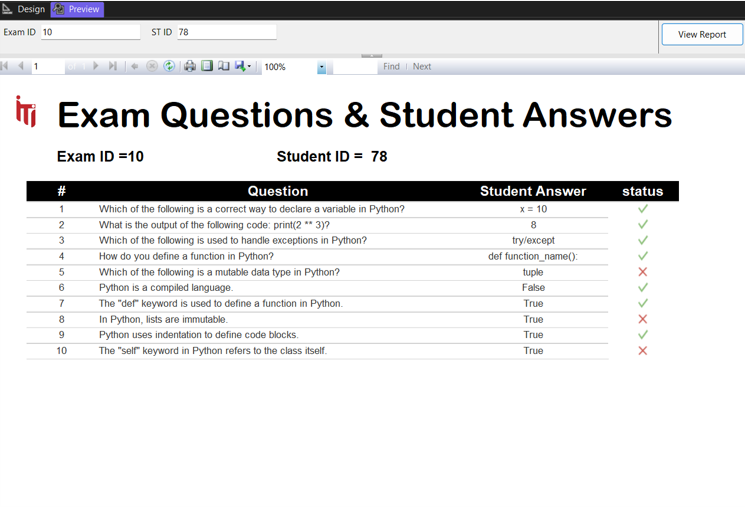 Design Preview
Exam ID 10 ST ID 78 View Report
1 100% Find | Next
iTi Exam Questions & Student Answers
Exam ID =10 Student ID = 78
# Question Student Answer status
1 Which of the following is a correct way to declare a variable in Python? x = 10
2 What is the output of the following code: print(2 ** 3)? 8
3 Which of the following is used to handle exceptions in Python? try/except
4 How do you define a function in Python? def function_name():
5 Which of the following is a mutable data type in Python? tuple
6 Python is a compiled language. False
7 The "def" keyword is used to define a function in Python. True
8 In Python, lists are immutable. True
9 Python uses indentation to define code blocks. True
10 The "self" keyword in Python refers to the class itself. True